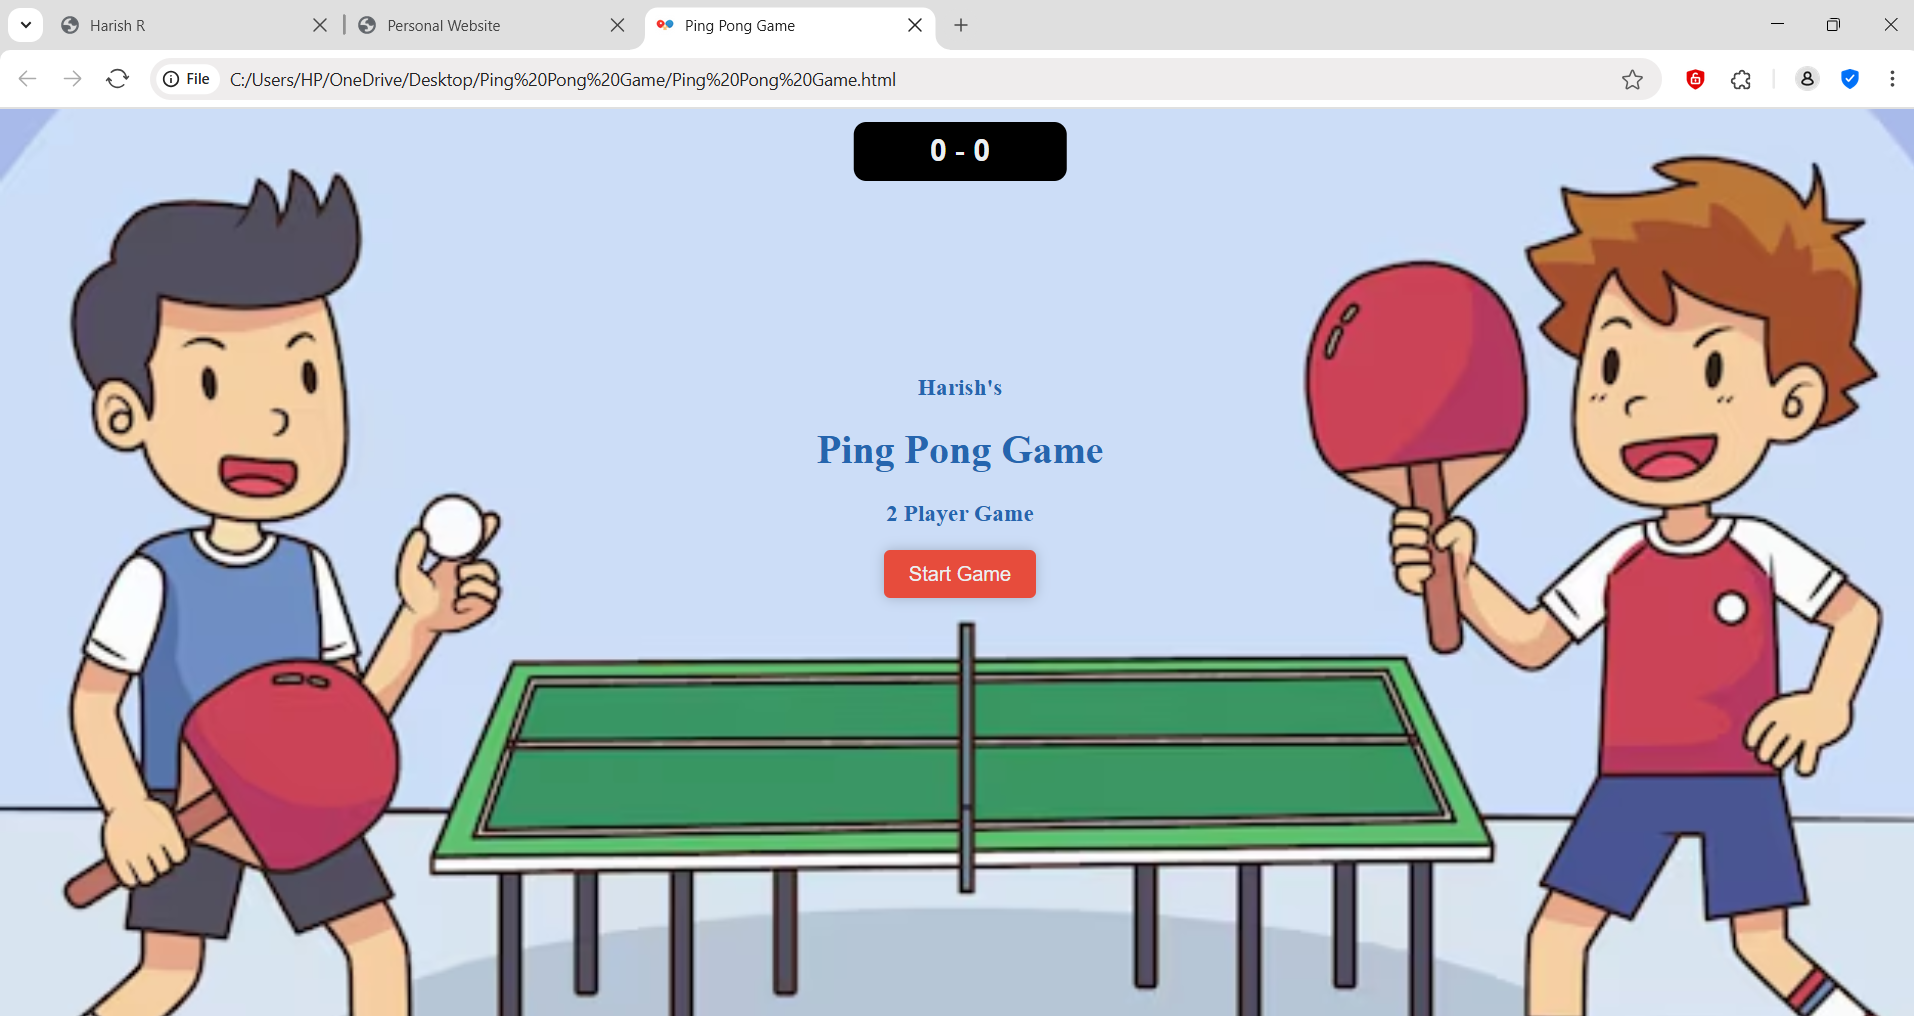 Harish R
Personal Website
Ping Pong Game
File
C:/Users/HP/OneDrive/Desktop/Ping%20Pong%20Game/Ping%20Pong%20Game.html
0 - 0
Harish's
Ping Pong Game
2 Player Game
Start Game